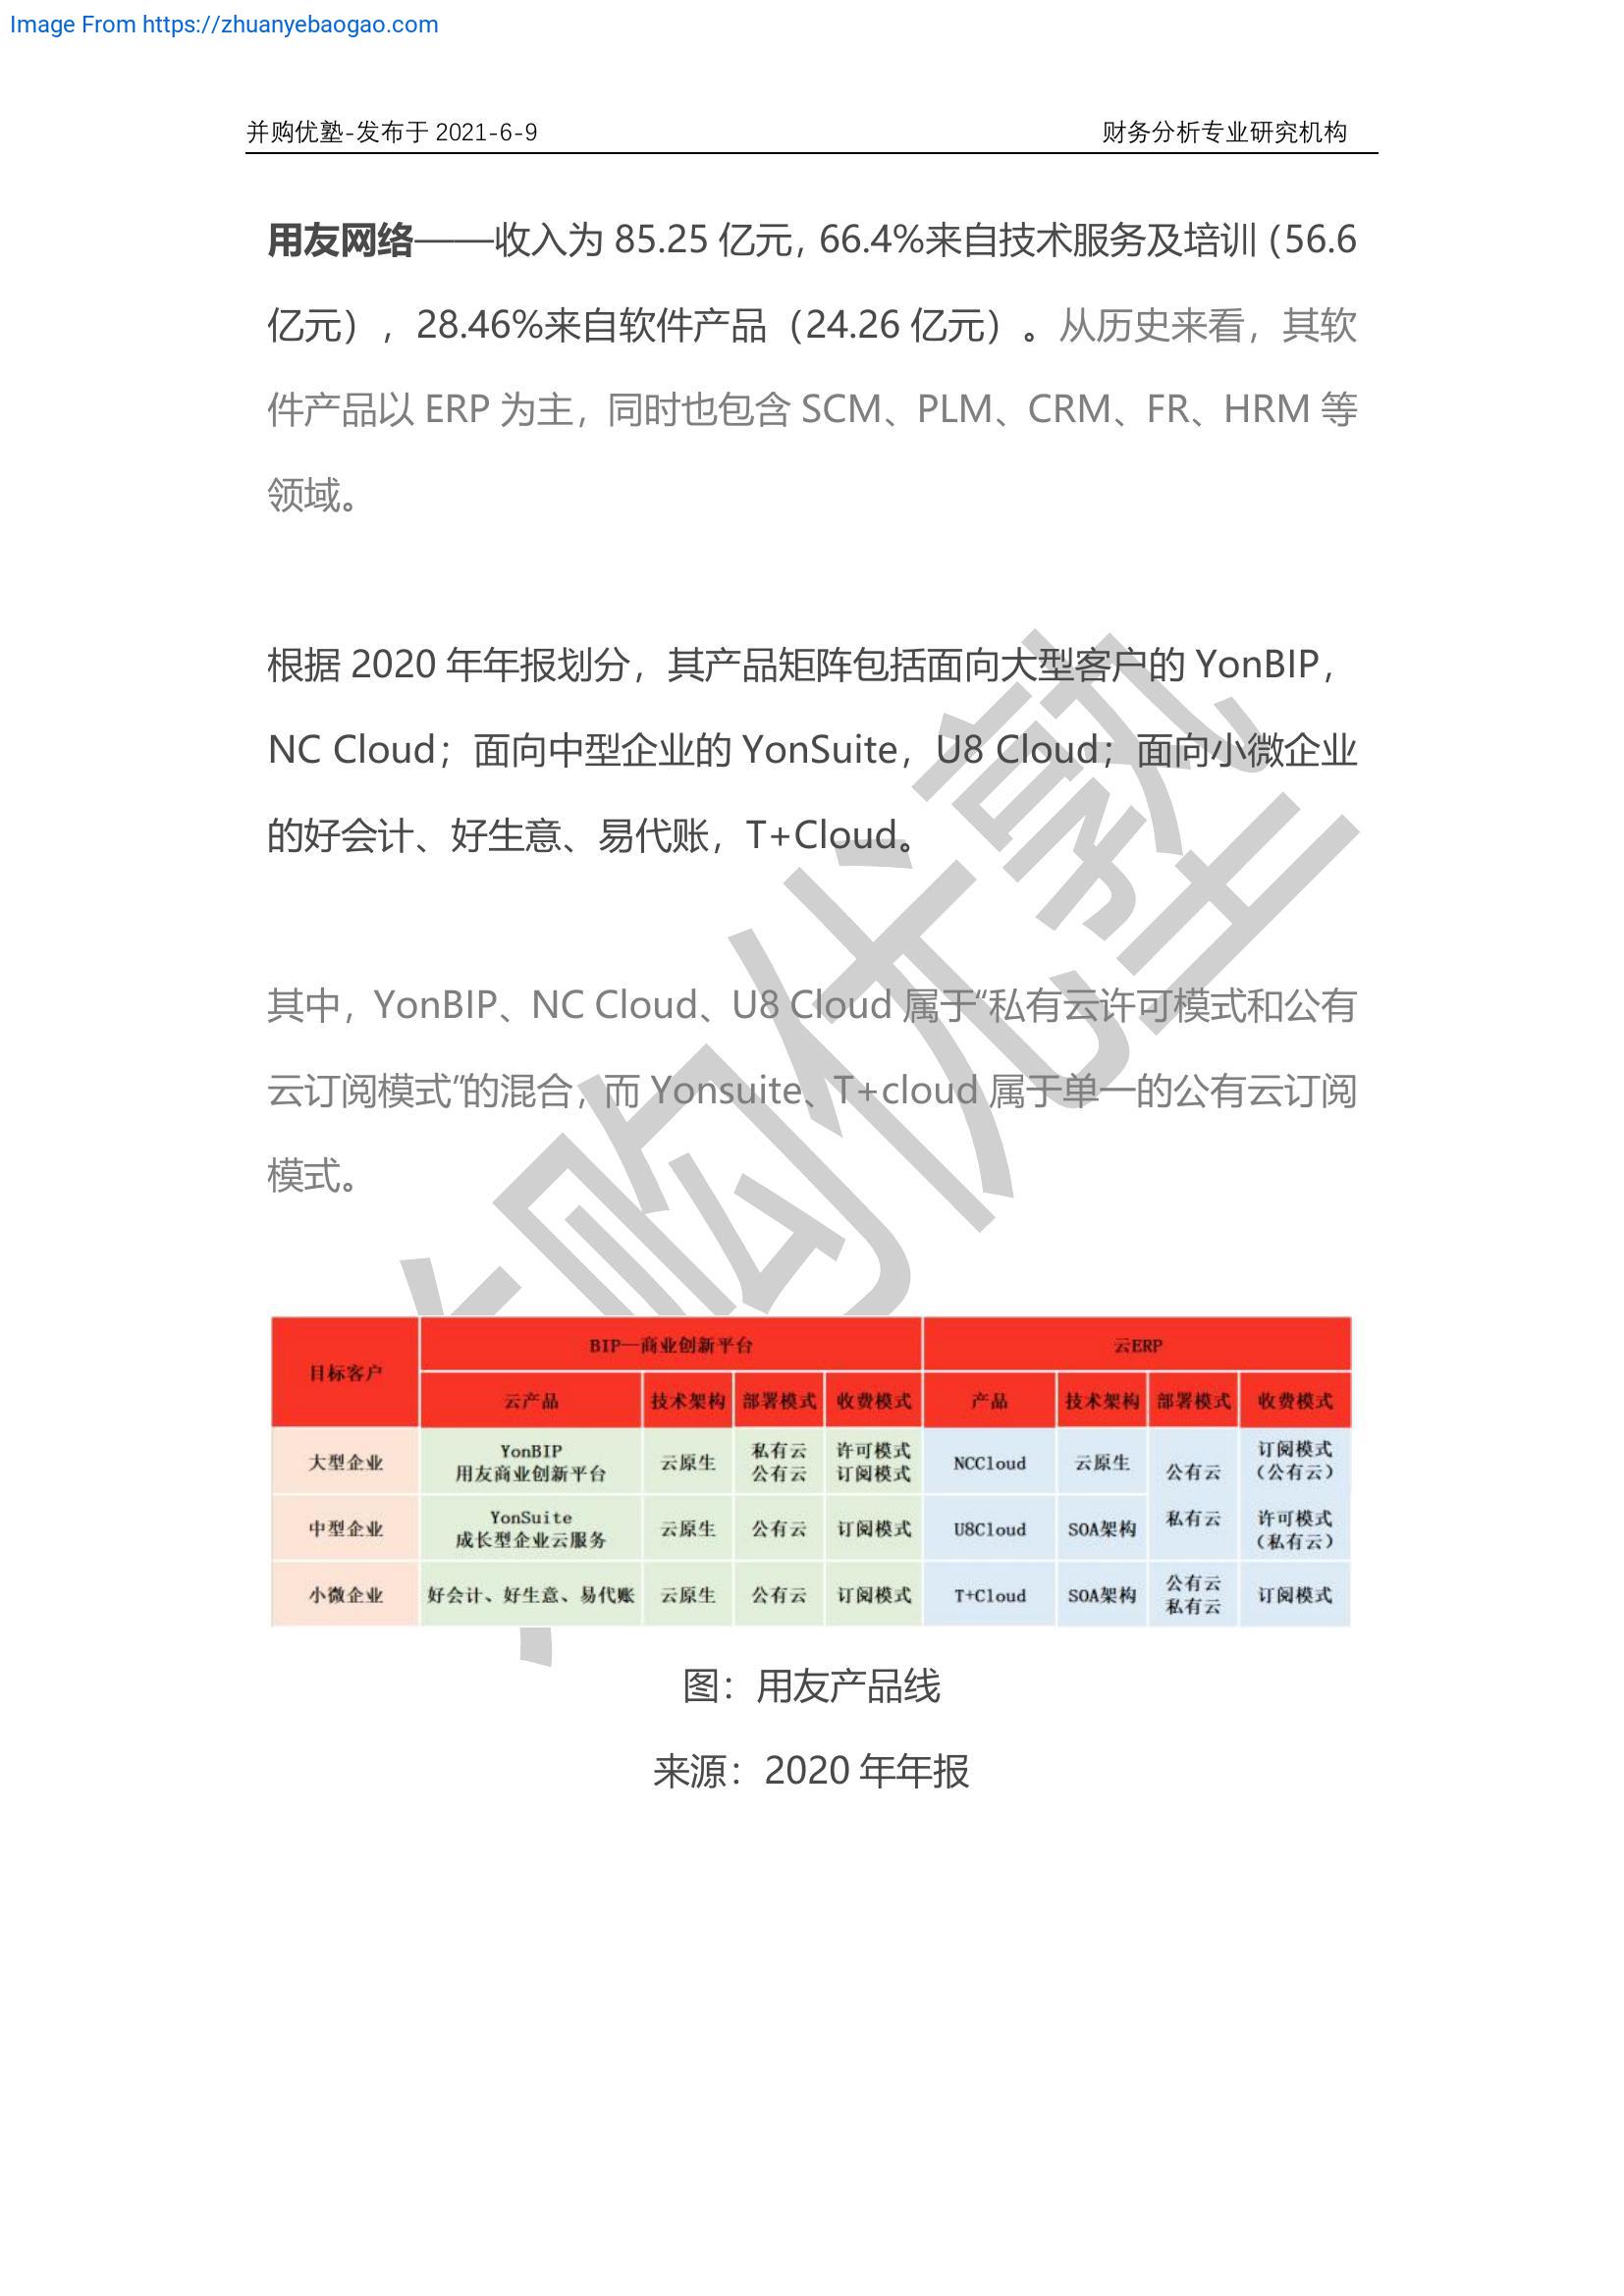 Image From https://zhuanyebaogao.com
并购优塾-发布于 2021-6-9 财务分析专业研究机构
用友网络——收入为 85.25 亿元，66.4%来自技术服务及培训（56.6
亿元），28.46%来自软件产品（24.26 亿元）。从历史来看，其软
件产品以 ERP 为主，同时也包含 SCM、PLM、CRM、FR、HRM 等
领域。
根据 2020 年年报划分，其产品矩阵包括面向大型客户的 YonBIP，
NC Cloud；面向中型企业的 YonSuite，U8 Cloud；面向小微企业
的好会计、好生意、易代账，T+Cloud。
其中，YonBIP、NC Cloud、U8 Cloud 属于“私有云许可模式和公有
云订阅模式”的混合，而 Yonsuite、T+cloud 属于单一的公有云订阅
模式。
目标客户 BIP—商业创新平台 云ERP
云产品 技术架构 部署模式 收费模式 产品 技术架构 部署模式 收费模式
大型企业 YonBIP 用友商业创新平台 云原生 私有云 公有云 许可模式 订阅模式 NCCloud 云原生 公有云 订阅模式（公有云）
中型企业 YonSuite 成长型企业云服务 云原生 公有云 订阅模式 U8Cloud SOA架构 私有云 许可模式（私有云）
小微企业 好会计、好生意、易代账 云原生 公有云 订阅模式 T+Cloud SOA架构 公有云 私有云 订阅模式
图：用友产品线
来源：2020 年年报
购优塾